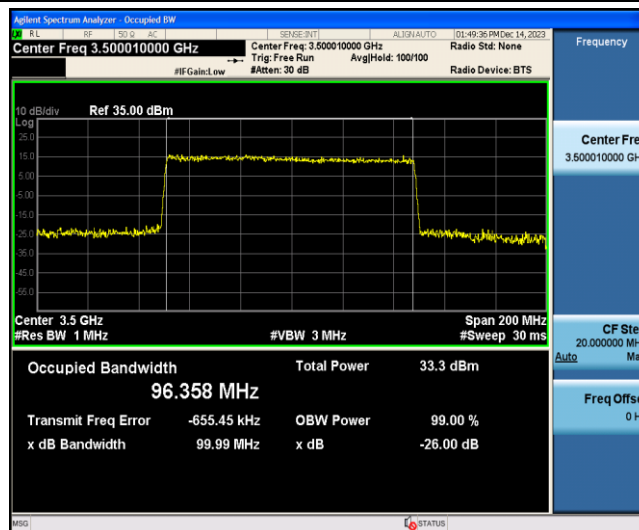 Agilent Spectrum Analyzer - Occupied BW
RL RF 50 Ω AC SENSE:INT ALIGNAUTO 01:49:36 PM Dec 14, 2023
Center Freq 3.500010000 GHz
Center Freq: 3.500010000 GHz
Radio Std: None
Trig: Free Run Avg|Hold: 100/100
#IFGain:Low #Atten: 30 dB Radio Device: BTS
Frequency
10 dB/div Ref 35.00 dBm
Log
25.0
15.0
5.00
-5.00
-15.0
-25.0
-35.0
-45.0
-55.0
Center 3.5 GHz Span 200 MHz
#Res BW 1 MHz #VBW 3 MHz #Sweep 30 ms
Occupied Bandwidth Total Power 33.3 dBm
96.358 MHz
Transmit Freq Error -655.45 kHz OBW Power 99.00 %
x dB Bandwidth 99.99 MHz x dB -26.00 dB
Center Fre
3.500010000 GH
CF Ste
20.000000 MH
Auto Ma
Freq Offse
0 H
MSG STATUS